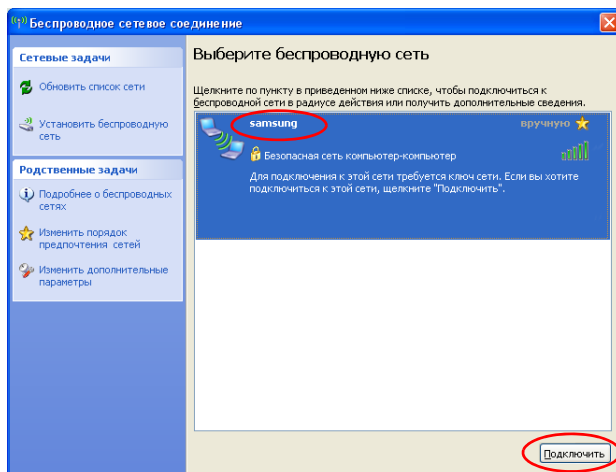 Беспроводное сетевое соединение
Сетевые задачи
Обновить список сети
Установить беспроводную
сеть
Родственные задачи
Подробнее о беспроводных
сетях
Изменить порядок
предпочтения сетей
Изменить дополнительные
параметры
Выберите беспроводную сеть
Щелкните по пункту в приведенном ниже списке, чтобы подключиться к
беспроводной сети в радиусе действия или получить дополнительные сведения.
samsung вручную
Безопасная сеть компьютер-компьютер
Для подключения к этой сети требуется ключ сети. Если вы хотите
подключиться к этой сети, щелкните "Подключить".
Подключить